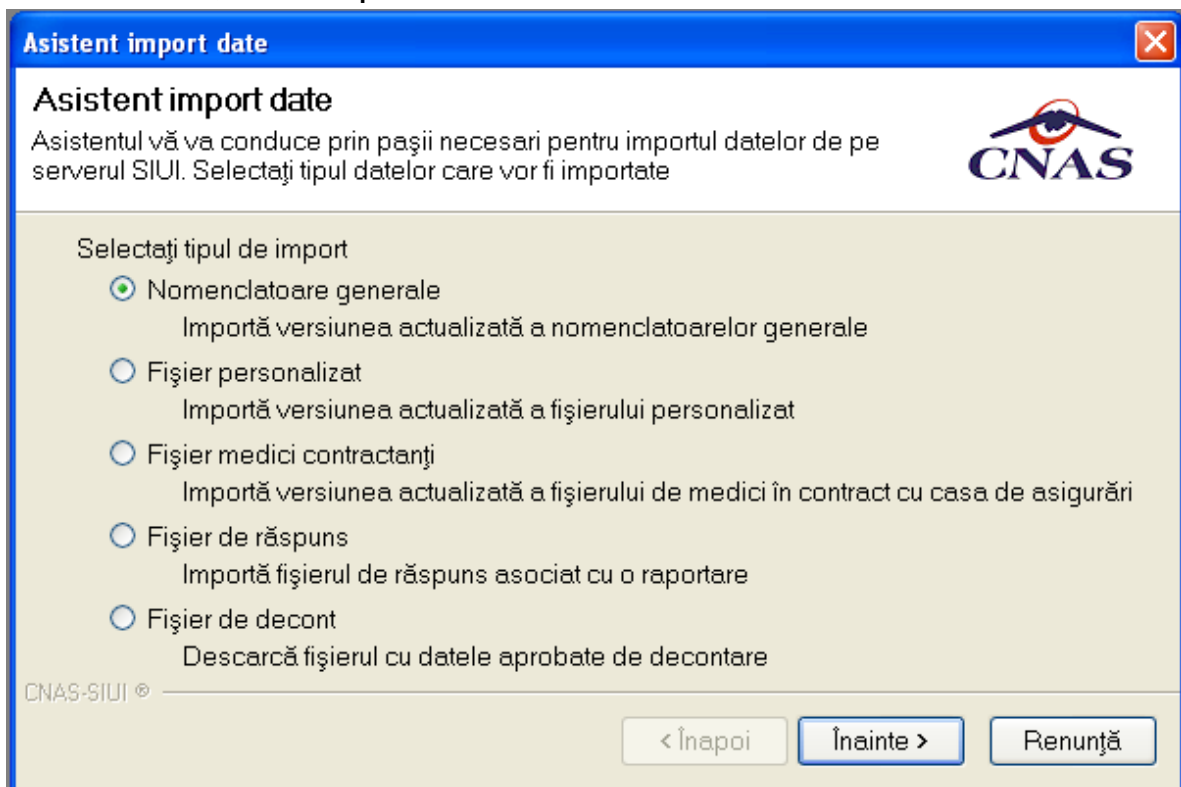 Asistent import date
Asistent import date
Asistentul vă va conduce prin paşii necesari pentru importul datelor de pe
serverul SIUI. Selectaţi tipul datelor care vor fi importate
CNAS
Selectaţi tipul de import
Nomenclatoare generale
Importă versiunea actualizată a nomenclatoarelor generale
Fişier personalizat
Importă versiunea actualizată a fişierului personalizat
Fişier medici contractanţi
Importă versiunea actualizată a fişierului de medici în contract cu casa de asigurări
Fişier de răspuns
Importă fişierul de răspuns asociat cu o raportare
Fişier de decont
Descarcă fişierul cu datele aprobate de decontare
CNAS-SIUI ®
< Înapoi
Înainte >
Renunţă